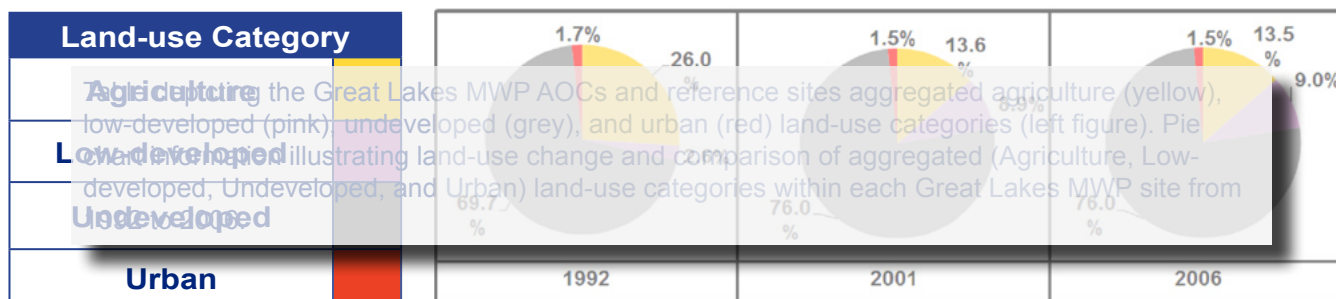 Land-use Category
Agriculture
Low-developed
Undeveloped
Urban
Table depicting the Great Lakes MWP AOCs and reference sites aggregated agriculture (yellow),
low-developed (pink), undeveloped (grey), and urban (red) land-use categories (left figure). Pie
chart information illustrating land-use change and comparison of aggregated (Agriculture, Low-
developed, Undeveloped, and Urban) land-use categories within each Great Lakes MWP site from
1992 to 2006.
1.7%
26.0
%
2.6%
69.7
%
1992
1.5%
13.6
%
8.9%
76.0
%
2001
1.5%
13.5
%
9.0%
76.0
%
2006